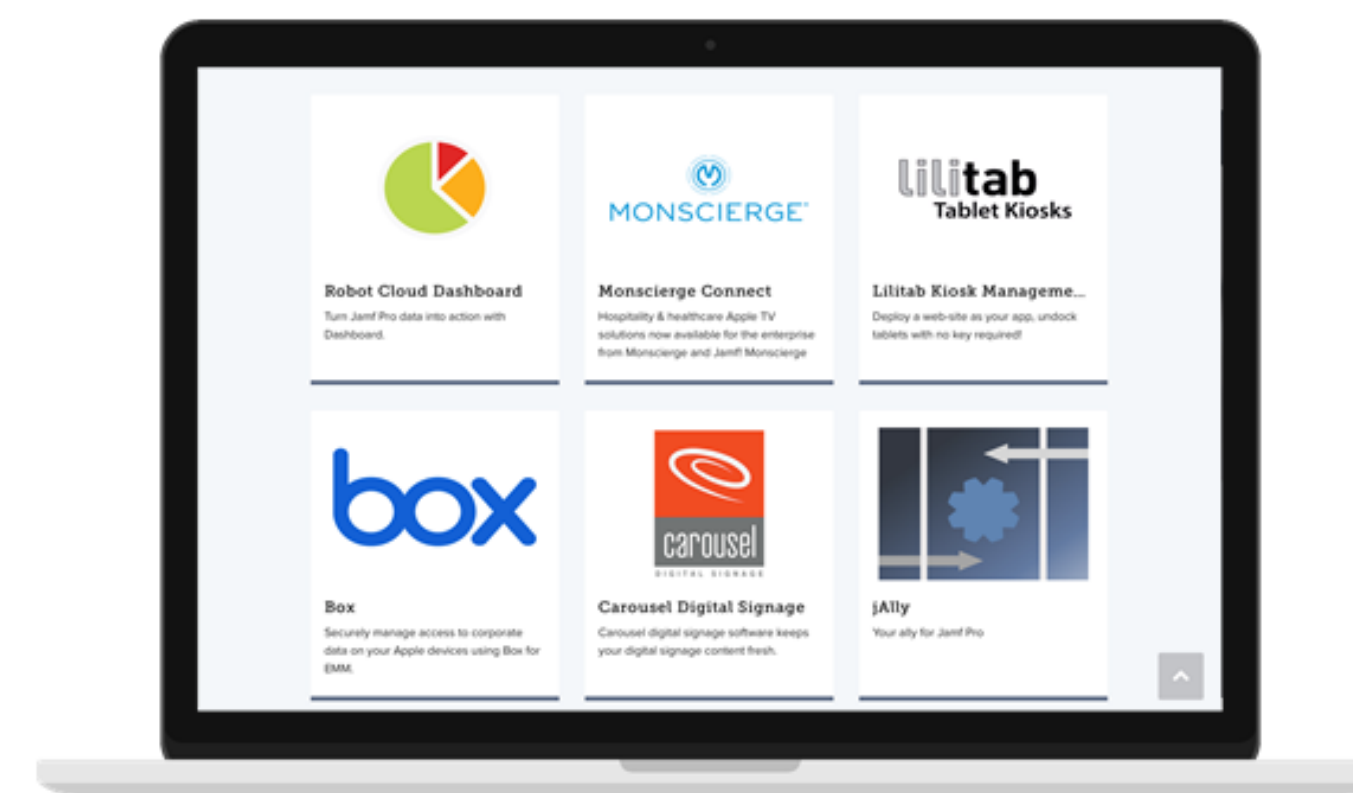 MONSCIERGE®
lilitab
Tablet Kiosks
Robot Cloud Dashboard
Turn Jamf Pro data into action with
Dashboard.
Monscierge Connect
Hospitality & healthcare Apple TV
solutions now available for the enterprise
from Monscierge and Jamf! Monscierge
Lilitab Kiosk Manageme...
Deploy a web-site as your app, undock
tablets with no key required!
box
carousel
DIGITAL SIGNAGE
Box
Securely manage access to corporate
data on your Apple devices using Box for
EMM.
Carousel Digital Signage
Carousel digital signage software keeps
your digital signage content fresh.
jAlly
Your ally for Jamf Pro